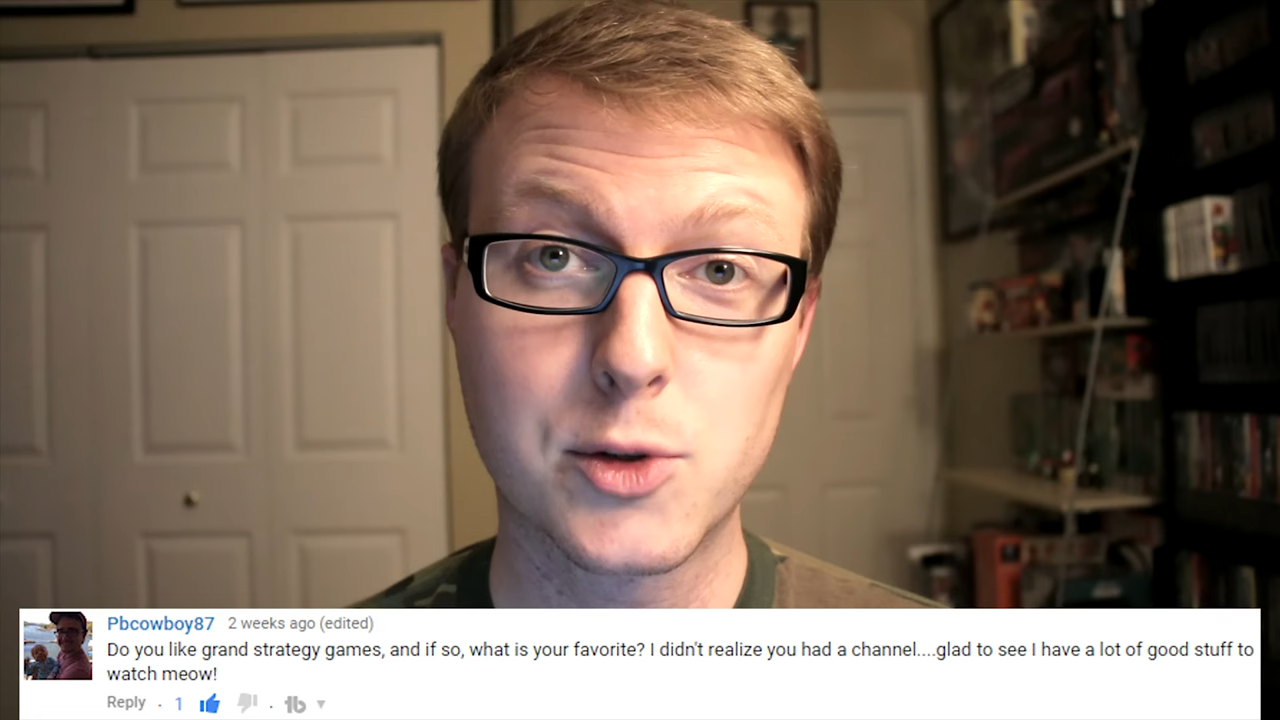 Pbcowboy87 2 weeks ago (edited)
Do you like grand strategy games, and if so, what is your favorite? I didn't realize you had a channel....glad to see I have a lot of good stuff to
watch meow!
Reply · 1